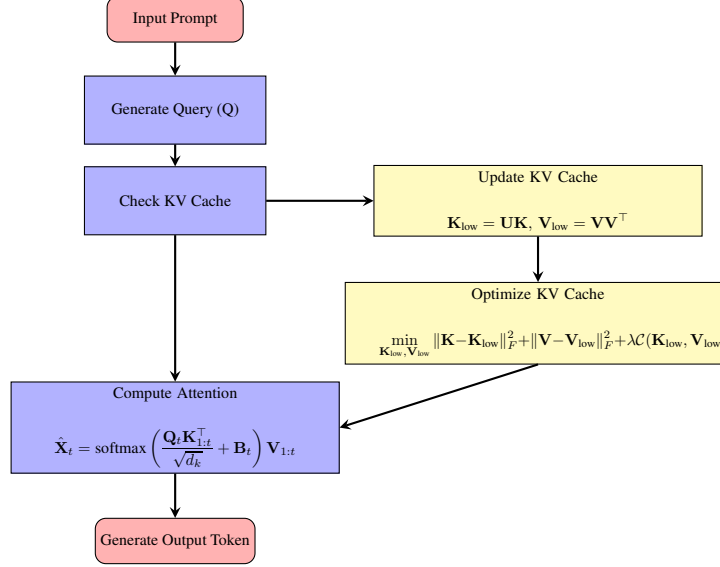 Input Prompt
Generate Query (Q)
Check KV Cache
Update KV Cache
K_low = UK, V_low = VV^⊤
Optimize KV Cache
min_{K_low,V_low} ‖K−K_low‖_F^2+‖V−V_low‖_F^2+λC(K_low, V_low
Compute Attention
X̂_t = softmax(Q_t K_{1:t}^⊤ / √d_k + B_t) V_{1:t}
Generate Output Token